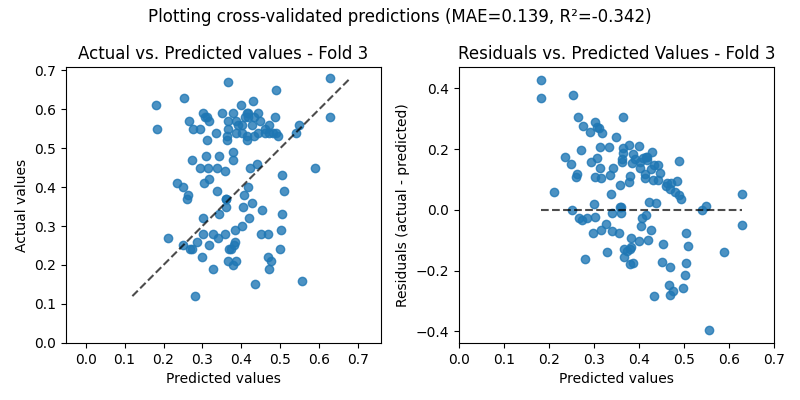 Plotting cross-validated predictions (MAE=0.139, R²=-0.342)
Actual vs. Predicted values - Fold 3
Residuals vs. Predicted Values - Fold 3
Actual values
0.7
0.6
0.5
0.4
0.3
0.2
0.1
0.0
0.0 0.1 0.2 0.3 0.4 0.5 0.6 0.7
Predicted values
Residuals (actual - predicted)
0.4
0.2
0.0
−0.2
−0.4
0.0 0.1 0.2 0.3 0.4 0.5 0.6 0.7
Predicted values